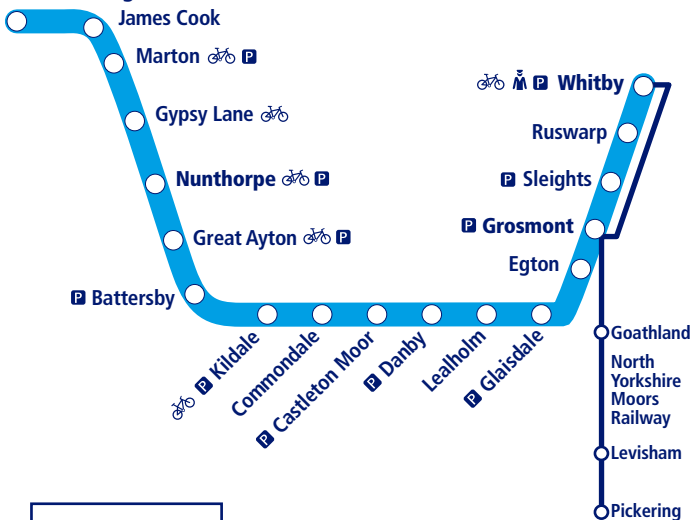 James Cook
Marton P
Gypsy Lane
Nunthorpe P
Great Ayton P
P Battersby
P Kildale
Commondale
P Castleton Moor
P Danby
Lealholm
P Glaisdale
P Whitby
Ruswarp
P Sleights
P Grosmont
Egton
Goathland
North
Yorkshire
Moors
Railway
Levisham
Pickering